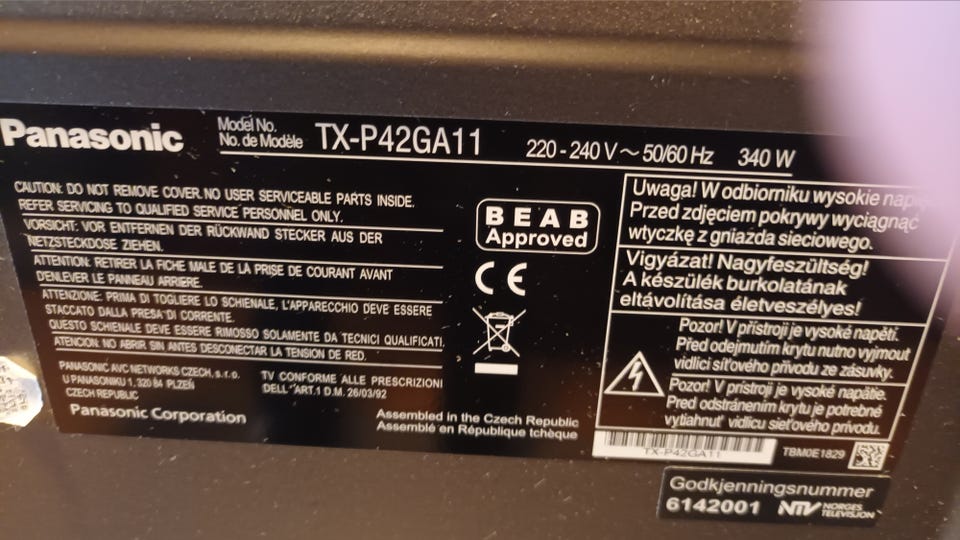 Panasonic
Model No.
No. de Modèle
TX-P42GA11
220 - 240 V ~ 50/60 Hz 340 W
CAUTION: DO NOT REMOVE COVER. NO USER SERVICEABLE PARTS INSIDE.
REFER SERVICING TO QUALIFIED SERVICE PERSONNEL ONLY.
VORSICHT: VOR ENTFERNEN DER RÜCKWAND STECKER AUS DER
NETZSTECKDOSE ZIEHEN.
ATTENTION: RETIRER LA FICHE MALE DE LA PRISE DE COURANT AVANT
D'ENLEVER LE PANNEAU ARRIERE.
ATTENZIONE: PRIMA DI TOGLIERE LO SCHIENALE, L'APPARECCHIO DEVE ESSERE
STACCATO DALLA PRESA DI CORRENTE.
QUESTO SCHIENALE DEVE ESSERE RIMOSSO SOLAMENTE DA TECNICI QUALIFICATI.
ATENCION: NO ABRIR SIN ANTES DESCONECTAR LA TENSION DE RED.
PANASONIC AVC NETWORKS CZECH, s.r.o.
U PANASONIKU 1, 320 84 PLZEŇ
CZECH REPUBLIC
Panasonic Corporation
TV CONFORME ALLE PRESCRIZIONI
DELL'ART.1 D.M. 26/03/92
Assembled in the Czech Republic
Assemblé en République tchèque
BEAB
Approved
CE
Uwaga! W odbiorniku wysokie
Przed zdjęciem pokrywy wyciągnąć
wtyczkę z gniazda sieciowego.
Vigyázat! Nagyfeszültség!
A készülék burkolatának
eltávolítása életveszélyes!
Pozor! V přístroji je vysoké napětí.
Před odejmutím krytu nutno vyjmout
vidlici síťového přívodu ze zásuvky.
Pozor! V prístroji je vysoké napätie.
Pred odstránením krytu je potrebné
vytiahnuť vidlicu sieťového prívodu.
TX-P42GA11
TBM0E1829
Godkjenningsnummer
6142001 NTV NORGES
TELEVISJON